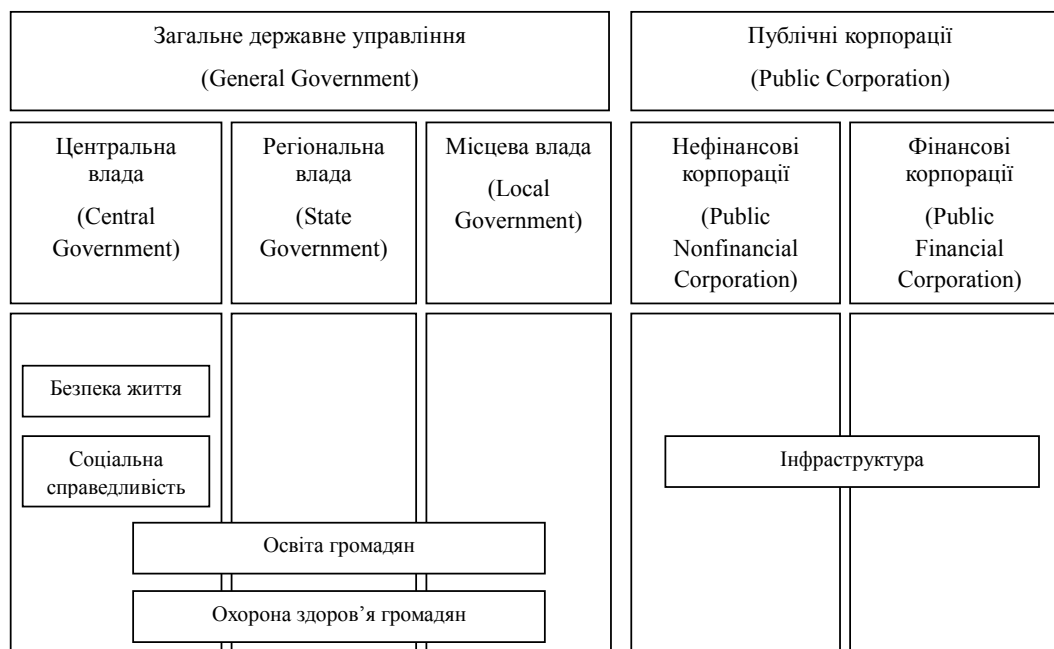 Загальне державне управління
(General Government)
Публічні корпорації
(Public Corporation)
Центральна
влада
(Central
Government)
Регіональна
влада
(State
Government)
Місцева влада
(Local
Government)
Нефінансові
корпорації
(Public
Nonfinancial
Corporation)
Фінансові
корпорації
(Public
Financial
Corporation)
Безпека життя
Соціальна
справедливість
Інфраструктура
Освіта громадян
Охорона здоров’я громадян